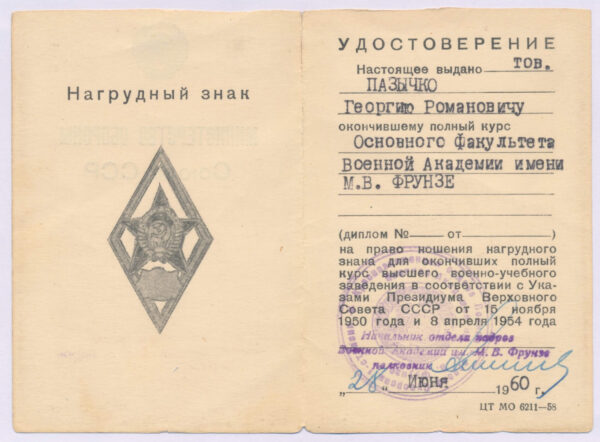 Нагрудный знак
УДОСТОВЕРЕНИЕ
Настоящее выдано тов.
ПАЗЫЧКО
Георгию Романовичу
окончившему полный курс
Основного факультета
Военной Академии имени
М.В. ФРУНЗЕ
(диплом № — от —)
на право ношения нагрудного
знака для окончивших полный
курс высшего военно-учебного
заведения в соответствии с Ука-
зами Президиума Верховного
Совета СССР от 15 ноября
1950 года и 8 апреля 1954 года
Начальник отдела кадров
Военной Академии им. М. В. Фрунзе
полковник
„28" Июня 1960 г.
ЦТ МО 6211—58